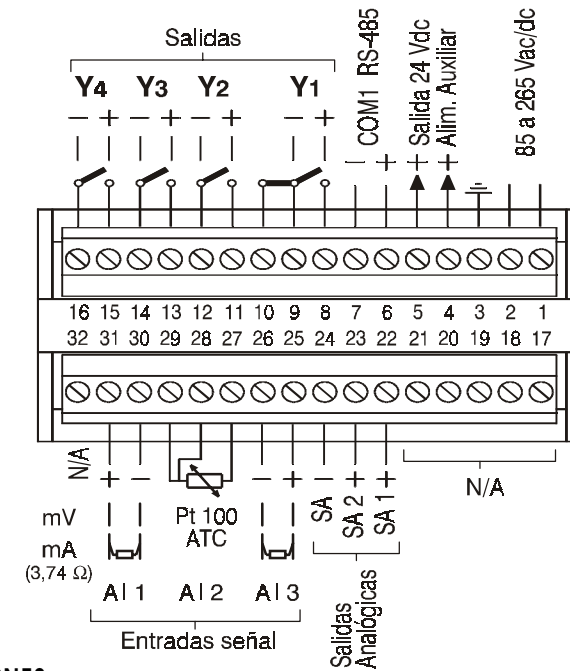 Salidas
Y4 Y3 Y2 Y1
− + − + − + − +
COM1 RS-485
− +
Salida 24 Vdc
− +
Alim. Auxiliar
85 a 265 Vac/dc
16 15 14 13 12 11 10 9 8 7 6 5 4 3 2 1
32 31 30 29 28 27 26 25 24 23 22 21 20 19 18 17
N/A
+ − − + − + +
mV
mA
(3,74 Ω)
Pt 100
ATC
SA
SA 2
SA 1
N/A
AI 1 AI 2 AI 3
Entradas señal
Salidas
Analógicas